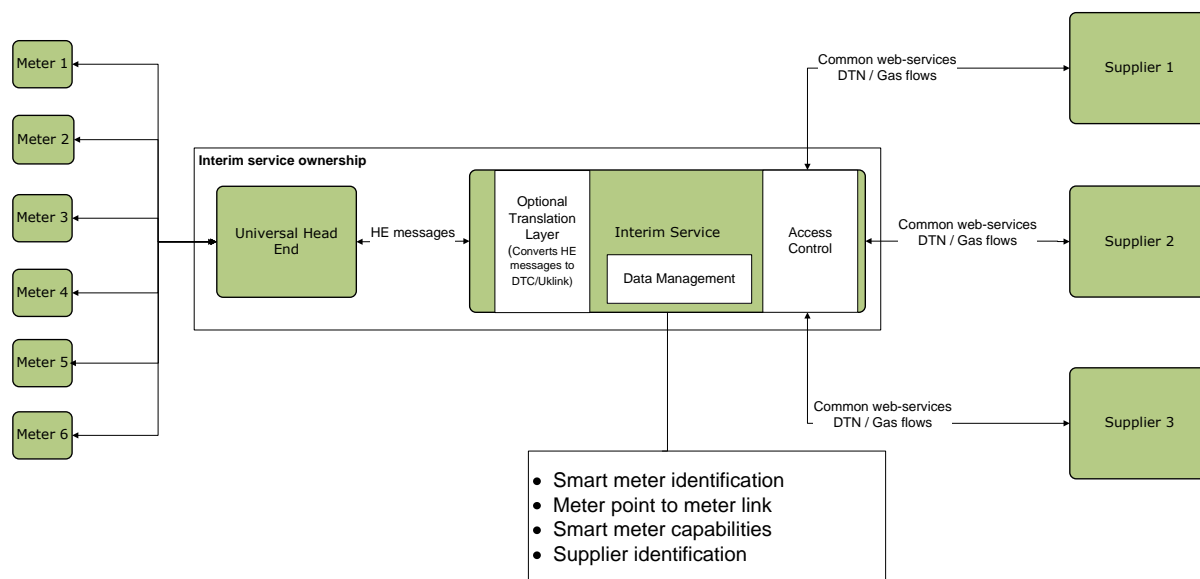 Meter 1
Meter 2
Meter 3
Meter 4
Meter 5
Meter 6
Interim service ownership
Universal Head
End
HE messages
Optional
Translation
Layer
(Converts HE
messages to
DTC/Uklink)
Interim Service
Data Management
Access
Control
Common web-services
DTN / Gas flows
Supplier 1
Common web-services
DTN / Gas flows
Supplier 2
Common web-services
DTN / Gas flows
Supplier 3
• Smart meter identification
• Meter point to meter link
• Smart meter capabilities
• Supplier identification